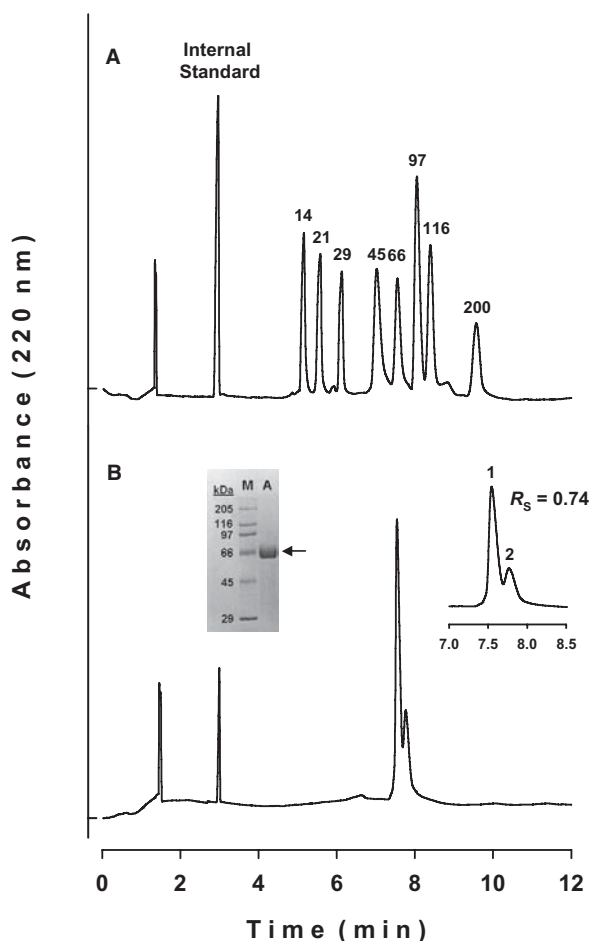 Absorbance (220 nm)
A
Internal
Standard
14
21
29
45
66
97
116
200
B
kDa
M
A
205
116
97
66
45
29
1
2
RS = 0.74
7.0 7.5 8.0 8.5
0 2 4 6 8 10 12
Time (min)